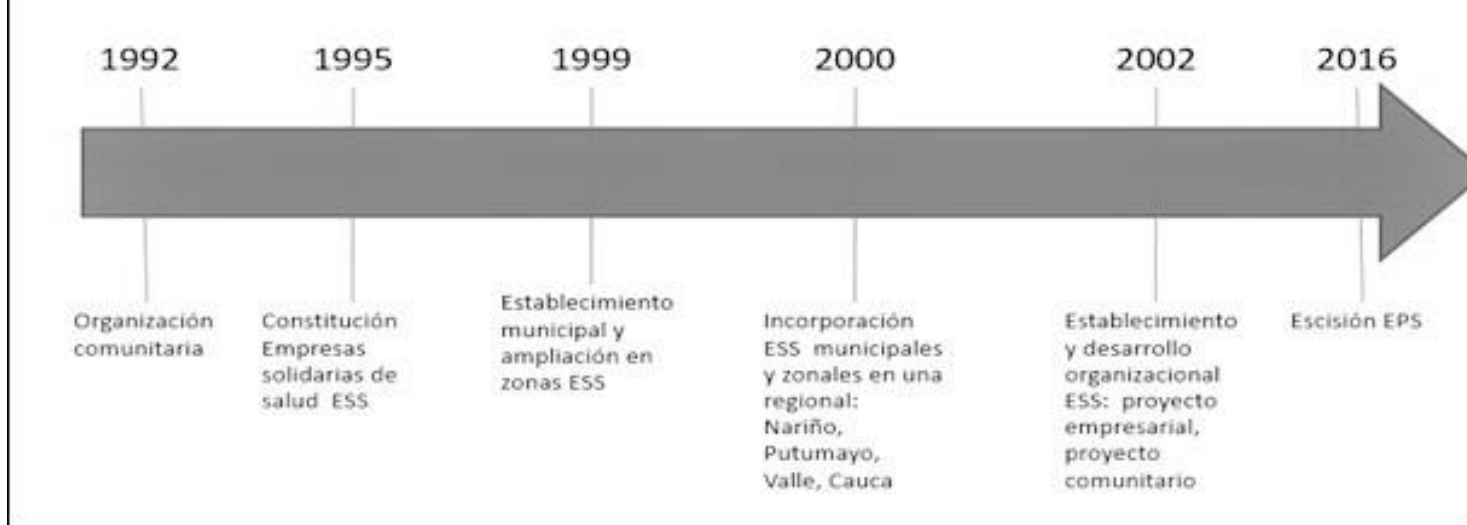 1992 1995 1999 2000 2002 2016
Organización
comunitaria
Constitución
Empresas
solidarias de
salud ESS
Establecimiento
municipal y
ampliación en
zonas ESS
Incorporación
ESS municipales
y zonales en una
regional:
Nariño,
Putumayo,
Valle, Cauca
Establecimiento
y desarrollo
organizacional
ESS: proyecto
empresarial,
proyecto
comunitario
Escisión EPS